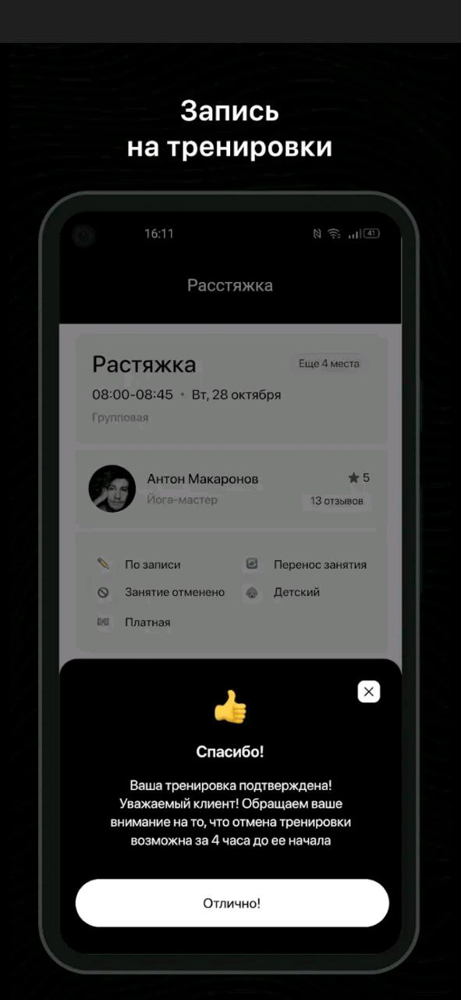 Запись
на тренировки
16:11
41
Расстяжка
Растяжка
Еще 4 места
08:00-08:45 • Вт, 28 октября
Групповая
Антон Макаронов
5
Йога-мастер
13 отзывов
По записи
Перенос занятия
Занятие отменено
Детский
Платная
Спасибо!
Ваша тренировка подтверждена!
Уважаемый клиент! Обращаем ваше
внимание на то, что отмена тренировки
возможна за 4 часа до ее начала
Отлично!